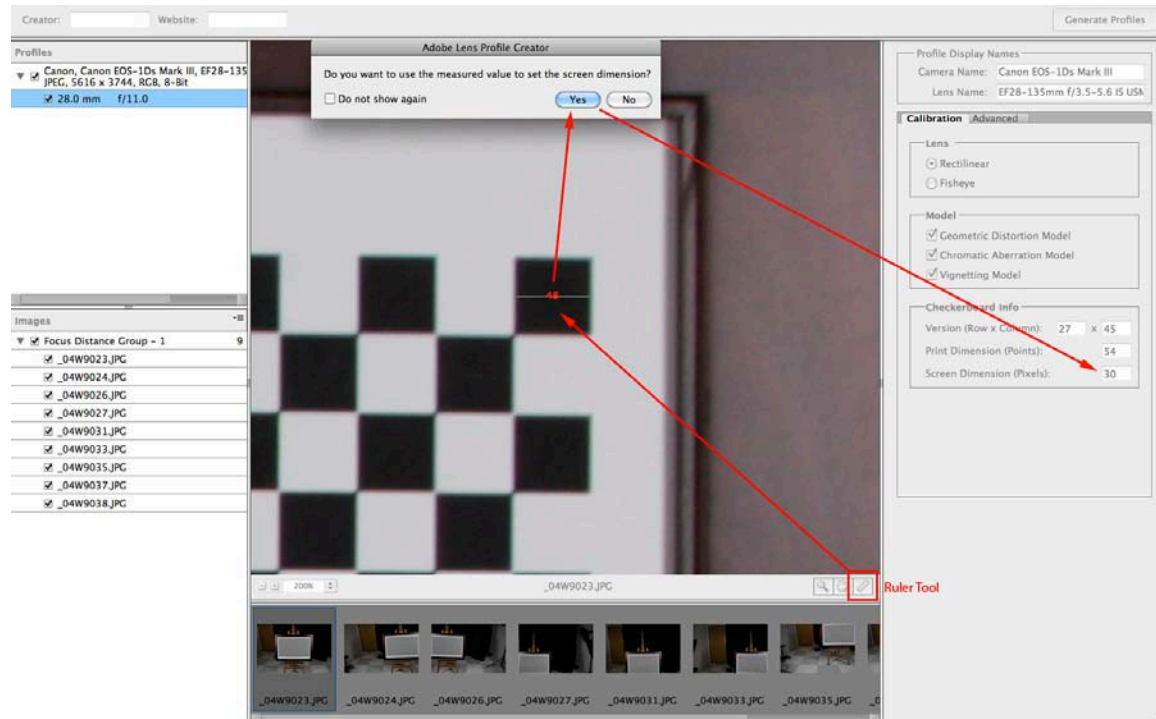 Creator:
Website:
Generate Profiles
Profiles
Canon, Canon EOS-1Ds Mark III, EF28-135
JPEG, 5616 x 3744, RGB, 8-Bit
28.0 mm f/11.0
Images
Focus Distance Group - 1 9
_04W9023.JPG
_04W9024.JPG
_04W9026.JPG
_04W9027.JPG
_04W9031.JPG
_04W9033.JPG
_04W9035.JPG
_04W9037.JPG
_04W9038.JPG
Adobe Lens Profile Creator
Do you want to use the measured value to set the screen dimension?
Do not show again
Yes
No
48
200%
_04W9023.JPG
Ruler Tool
_04W9023.JPG
_04W9024.JPG
_04W9026.JPG
_04W9027.JPG
_04W9031.JPG
_04W9033.JPG
_04W9035.JPG
Profile Display Names
Camera Name: Canon EOS-1Ds Mark III
Lens Name: EF28-135mm f/3.5-5.6 IS USM
Calibration
Advanced
Lens
Rectilinear
Fisheye
Model
Geometric Distortion Model
Chromatic Aberration Model
Vignetting Model
Checkerboard Info
Version (Row x Column): 27 x 45
Print Dimension (Points): 54
Screen Dimension (Pixels): 30